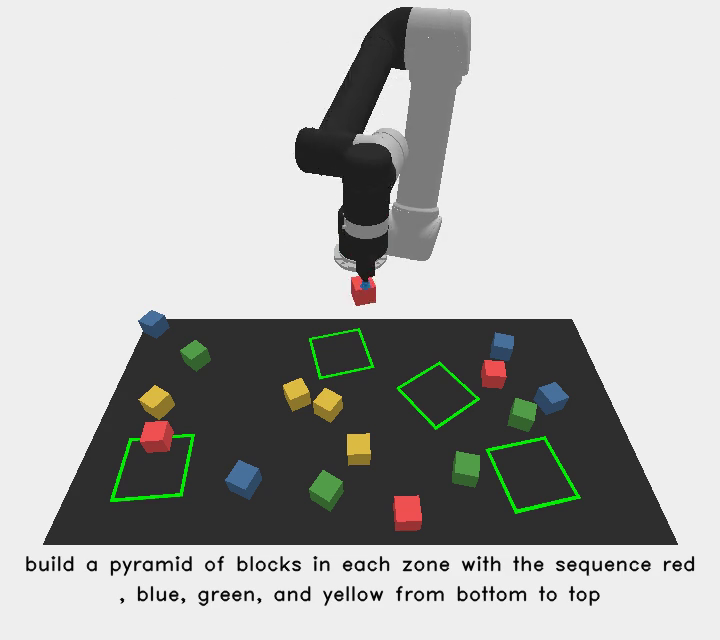 build a pyramid of blocks in each zone with the sequence red
, blue, green, and yellow from bottom to top